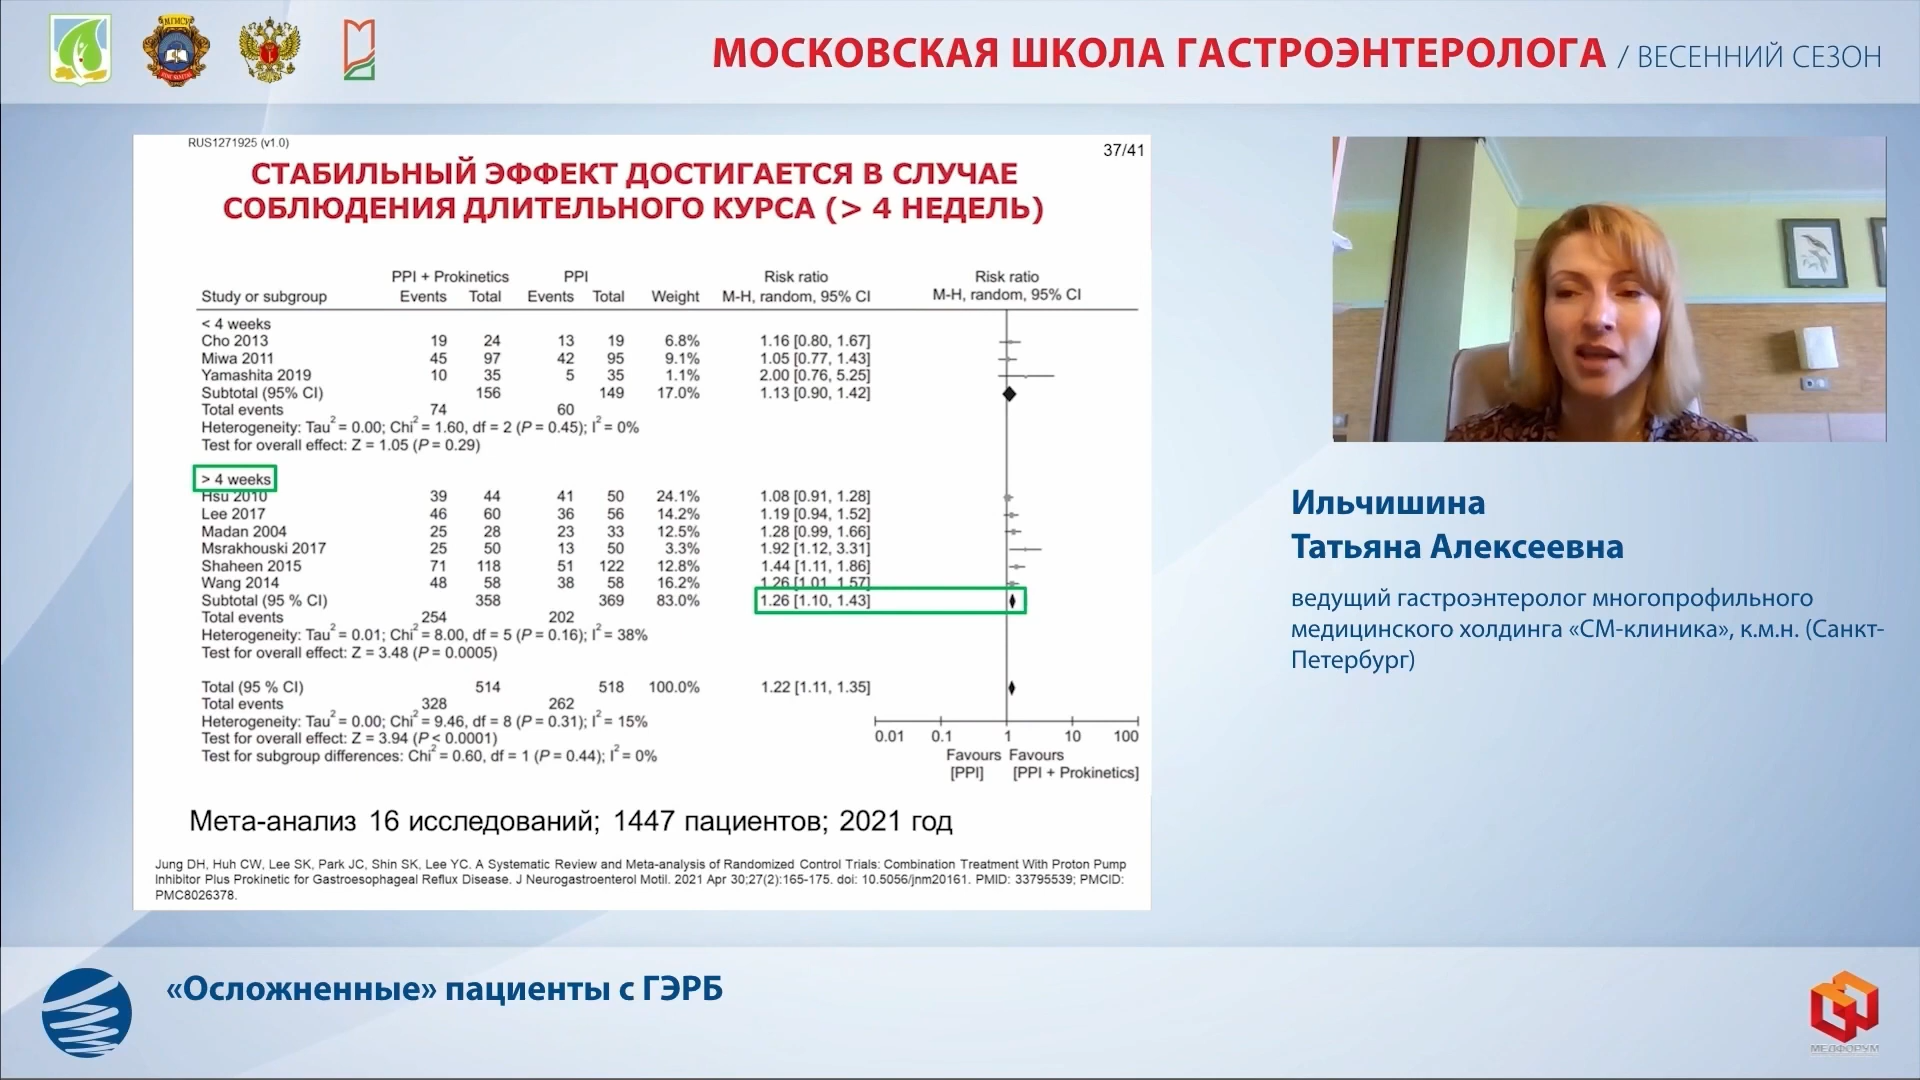 МОСКОВСКАЯ ШКОЛА ГАСТРОЭНТЕРОЛОГА / ВЕСЕННИЙ СЕЗОН
RUS1271925 (v1.0)
37/41
СТАБИЛЬНЫЙ ЭФФЕКТ ДОСТИГАЕТСЯ В СЛУЧАЕ
СОБЛЮДЕНИЯ ДЛИТЕЛЬНОГО КУРСА (> 4 НЕДЕЛЬ)
PPI + Prokinetics PPI Risk ratio Risk ratio
Study or subgroup Events Total Events Total Weight M-H, random, 95% CI M-H, random, 95% CI
< 4 weeks
Cho 2013 19 24 13 19 6.8% 1.16 [0.80, 1.67]
Miwa 2011 45 97 42 95 9.1% 1.05 [0.77, 1.43]
Yamashita 2019 10 35 5 35 1.1% 2.00 [0.76, 5.25]
Subtotal (95% CI) 156 149 17.0% 1.13 [0.90, 1.42]
Total events 74 60
Heterogeneity: Tau² = 0.00; Chi² = 1.60, df = 2 (P = 0.45); I² = 0%
Test for overall effect: Z = 1.05 (P = 0.29)
> 4 weeks
Hsu 2010 39 44 41 50 24.1% 1.08 [0.91, 1.28]
Lee 2017 46 60 36 56 14.2% 1.19 [0.94, 1.52]
Madan 2004 25 28 23 33 12.5% 1.28 [0.99, 1.66]
Msrakhouski 2017 25 50 13 50 3.3% 1.92 [1.12, 3.31]
Shaheen 2015 71 118 51 122 12.8% 1.44 [1.11, 1.86]
Wang 2014 48 58 38 58 16.2% 1.26 [1.01, 1.57]
Subtotal (95 % CI) 358 369 83.0% 1.26 [1.10, 1.43]
Total events 254 202
Heterogeneity: Tau² = 0.01; Chi² = 8.00, df = 5 (P = 0.16); I² = 38%
Test for overall effect: Z = 3.48 (P = 0.0005)
Total (95 % CI) 514 518 100.0% 1.22 [1.11, 1.35]
Total events 328 262
Heterogeneity: Tau² = 0.00; Chi² = 9.46, df = 8 (P = 0.31); I² = 15%
Test for overall effect: Z = 3.94 (P < 0.0001)
Test for subgroup differences: Chi² = 0.60, df = 1 (P = 0.44); I² = 0%
0.01 0.1 1 10 100
Favours Favours
[PPI] [PPI + Prokinetics]
Мета-анализ 16 исследований; 1447 пациентов; 2021 год
Jung DH, Huh CW, Lee SK, Park JC, Shin SK, Lee YC. A Systematic Review and Meta-analysis of Randomized Control Trials: Combination Treatment With Proton Pump
Inhibitor Plus Prokinetic for Gastroesophageal Reflux Disease. J Neurogastroenterol Motil. 2021 Apr 30;27(2):165-175. doi: 10.5056/jnm20161. PMID: 33795539; PMCID:
PMC8026378.
Ильчишина
Татьяна Алексеевна
ведущий гастроэнтеролог многопрофильного
медицинского холдинга «СМ-клиника», к.м.н. (Санкт-
Петербург)
«Осложненные» пациенты с ГЭРБ
МЕДФОРУМ